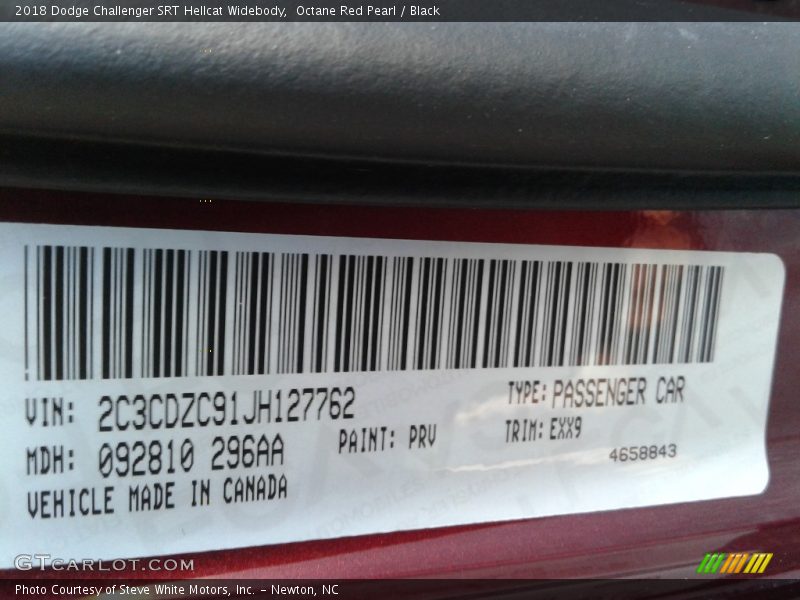 2018 Dodge Challenger SRT Hellcat Widebody,  Octane Red Pearl / Black
VIN: 2C3CDZC91JH127762
TYPE: PASSENGER CAR
MDH: 092810 296AA
PAINT: PRV
TRIM: EXX9
4658843
VEHICLE MADE IN CANADA
GTCARLOT.COM
Photo Courtesy of Steve White Motors, Inc. – Newton, NC